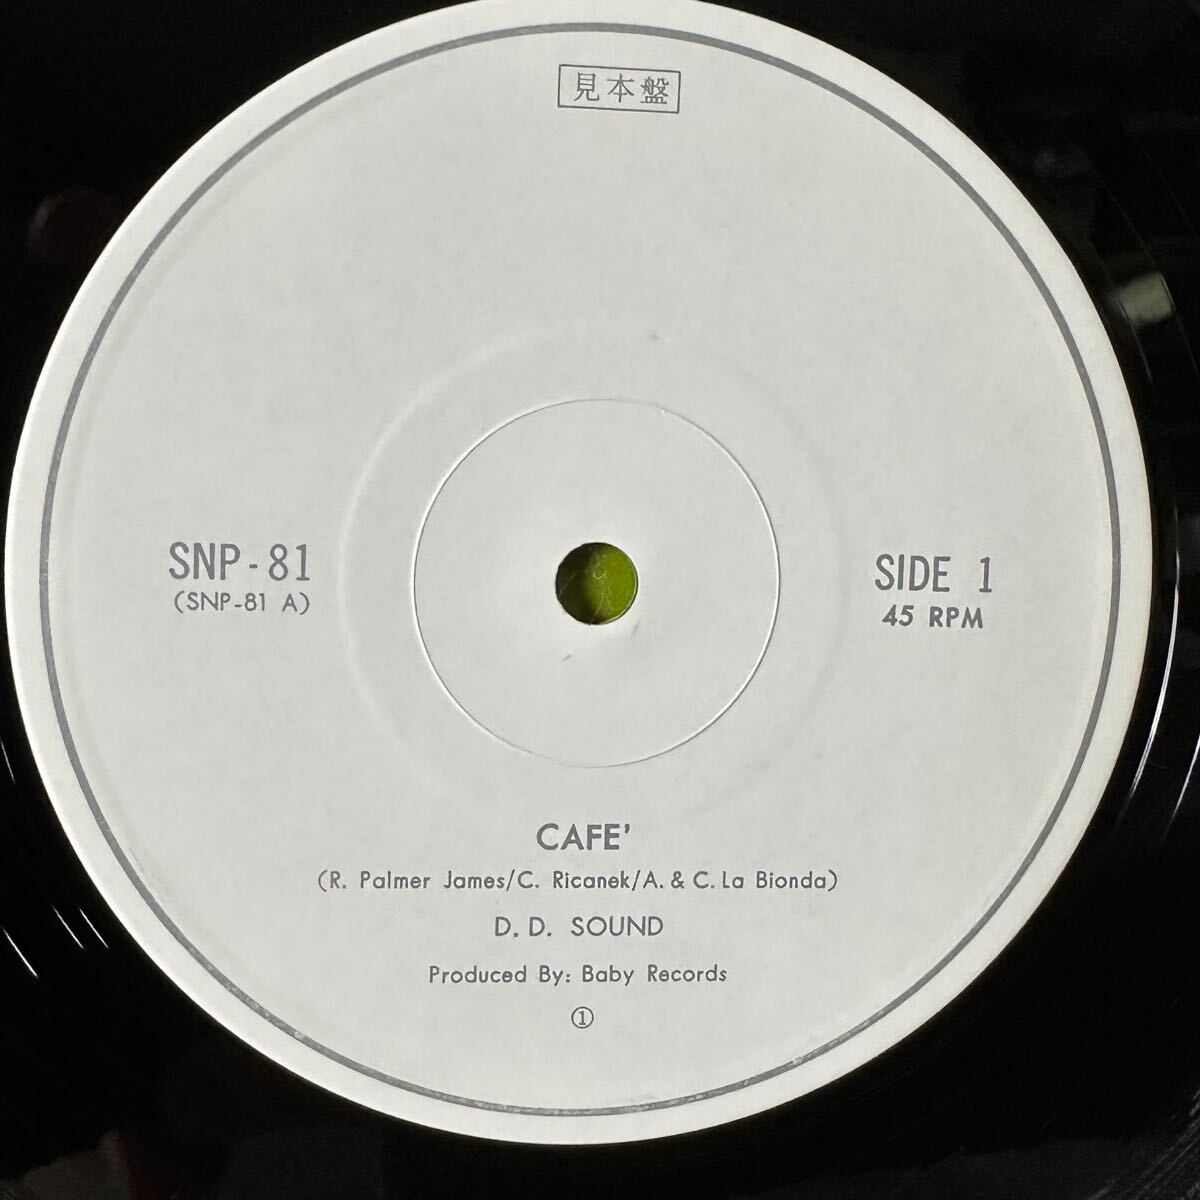 見本盤
SNP-81
(SNP-81 A)
SIDE 1
45 RPM
CAFE'
(R. Palmer James/C. Ricanek/A. & C. La Bionda)
D. D. SOUND
Produced By: Baby Records
①